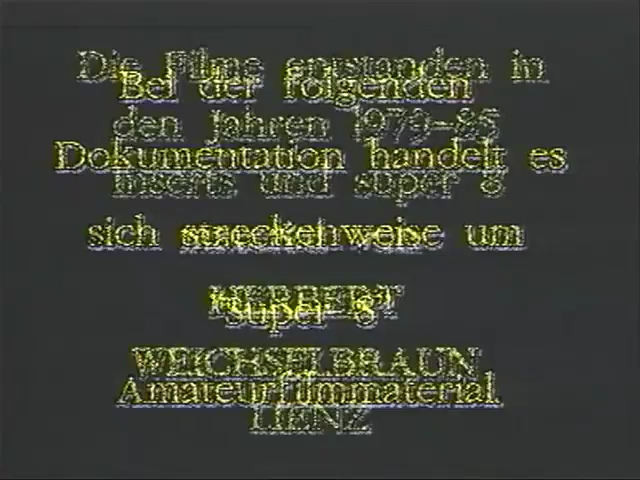 Die Filme entstanden in
Bei der folgenden
den Jahren 1979-85
Dokumentation handelt es
Inserts und super 8
sich streckenweise um
HERBERT
"super 8"
WEICHSELBRAUN
Amateurfilmmaterial
LIENZ